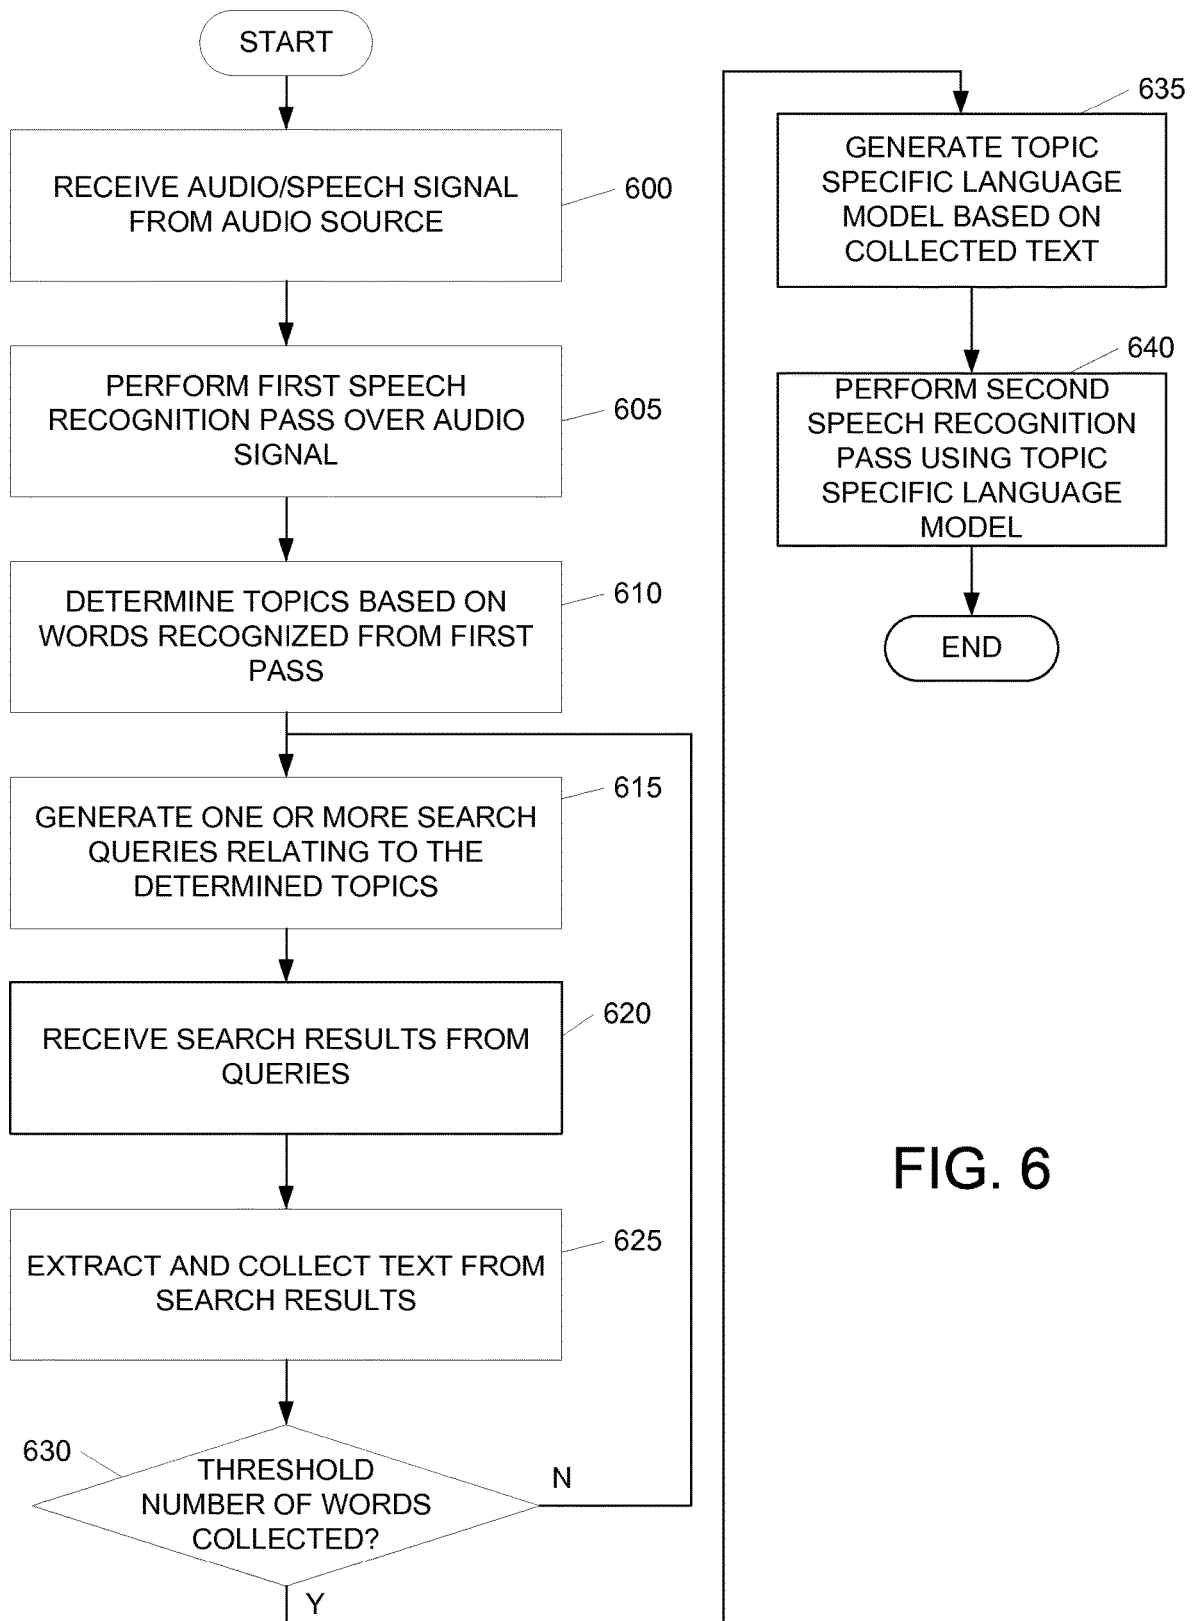 START
RECEIVE AUDIO/SPEECH SIGNAL
FROM AUDIO SOURCE
600
PERFORM FIRST SPEECH
RECOGNITION PASS OVER AUDIO
SIGNAL
605
DETERMINE TOPICS BASED ON
WORDS RECOGNIZED FROM FIRST
PASS
610
GENERATE ONE OR MORE SEARCH
QUERIES RELATING TO THE
DETERMINED TOPICS
615
RECEIVE SEARCH RESULTS FROM
QUERIES
620
EXTRACT AND COLLECT TEXT FROM
SEARCH RESULTS
625
630
THRESHOLD
NUMBER OF WORDS
COLLECTED?
N
Y
635
GENERATE TOPIC
SPECIFIC LANGUAGE
MODEL BASED ON
COLLECTED TEXT
640
PERFORM SECOND
SPEECH RECOGNITION
PASS USING TOPIC
SPECIFIC LANGUAGE
MODEL
END
FIG. 6